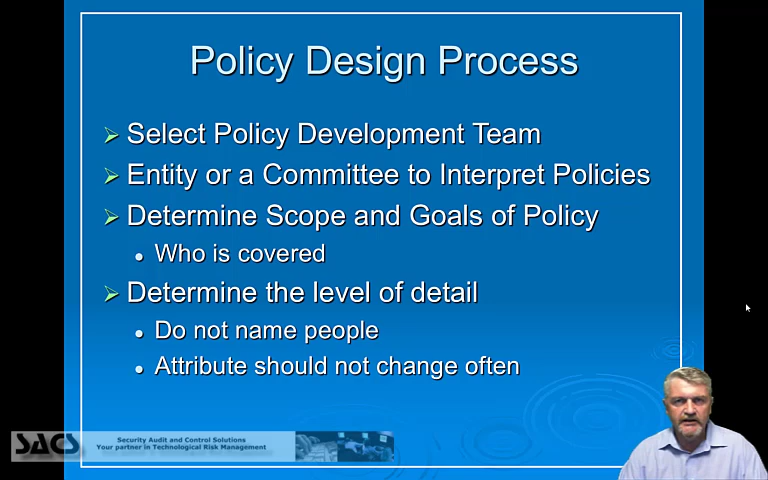 Policy Design Process
Select Policy Development Team
Entity or a Committee to Interpret Policies
Determine Scope and Goals of Policy
Who is covered
Determine the level of detail
Do not name people
Attribute should not change often
SACS
Security Audit and Control Solutions
Your partner in Technological Risk Management